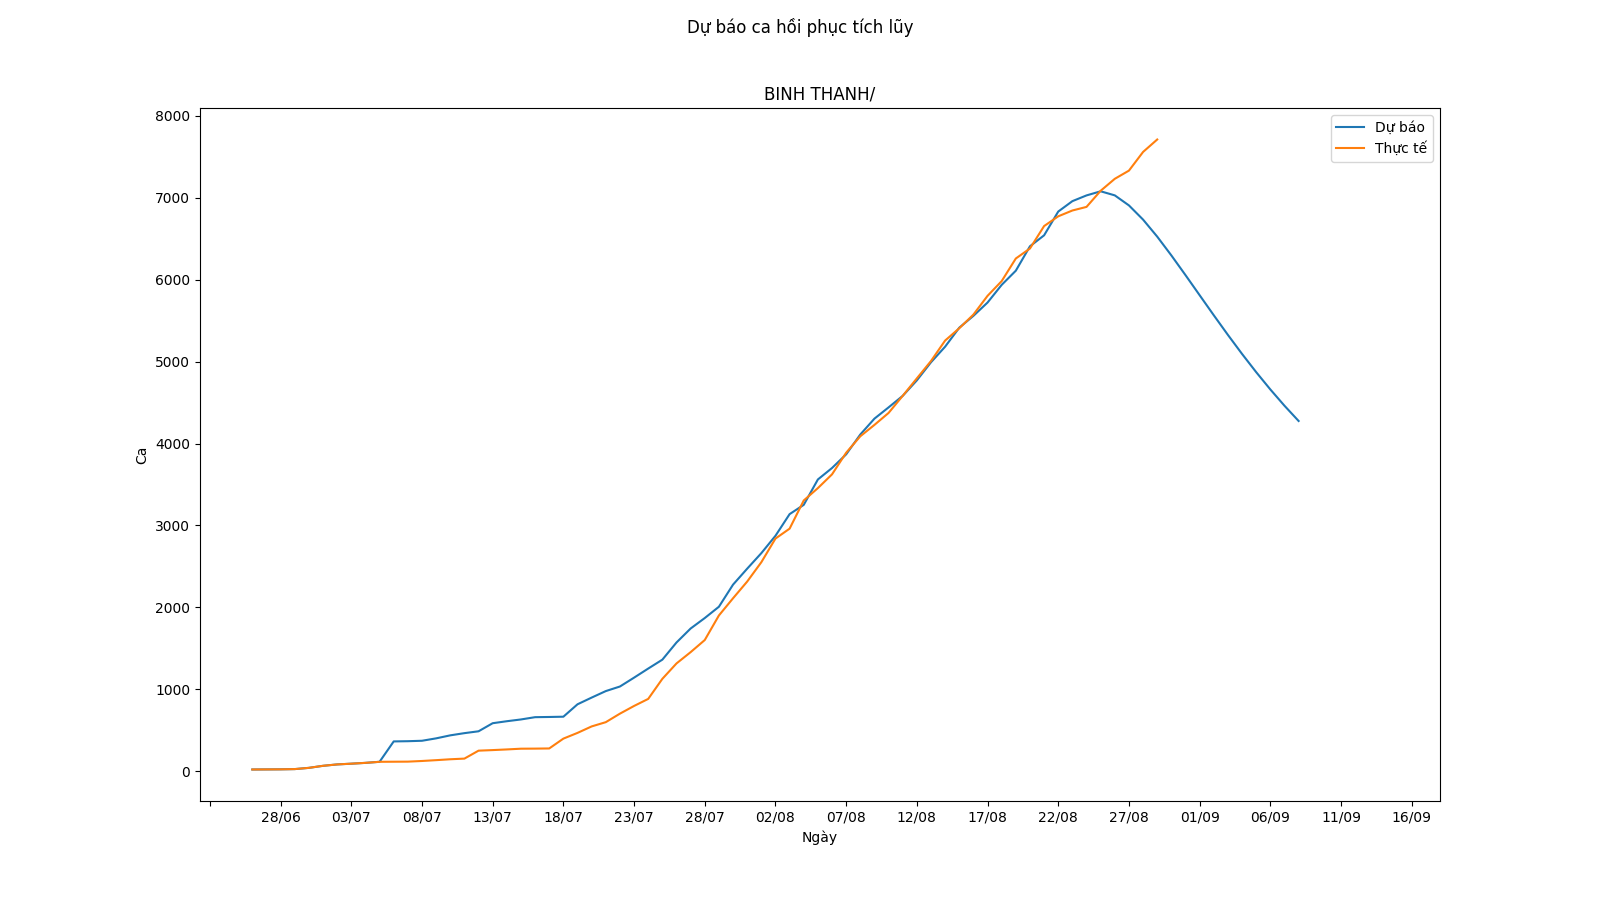 Dự báo ca hồi phục tích lũy
BINH THANH/
Dự báo
Thực tế
8000
7000
6000
5000
4000
3000
2000
1000
0
Ca
28/06 03/07 08/07 13/07 18/07 23/07 28/07 02/08 07/08 12/08 17/08 22/08 27/08 01/09 06/09 11/09 16/09
Ngày